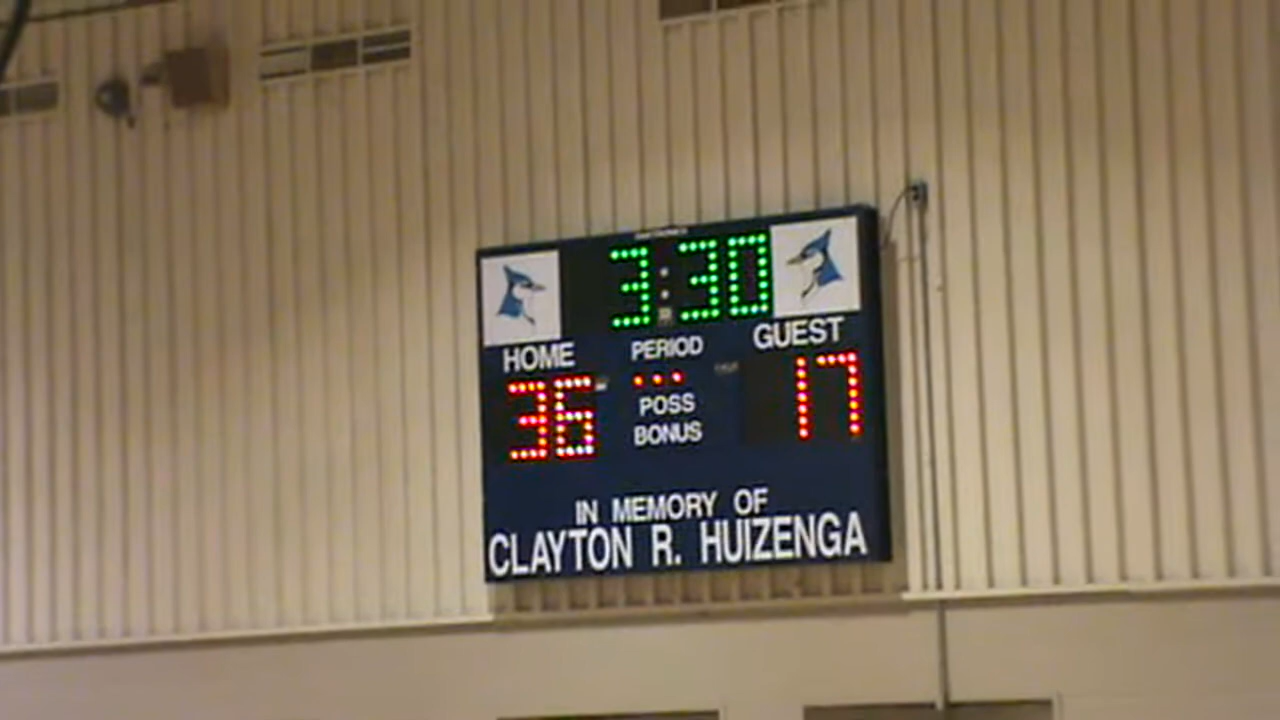 3:30
HOME PERIOD GUEST
36 17
POSS
BONUS
IN MEMORY OF
CLAYTON R. HUIZENGA